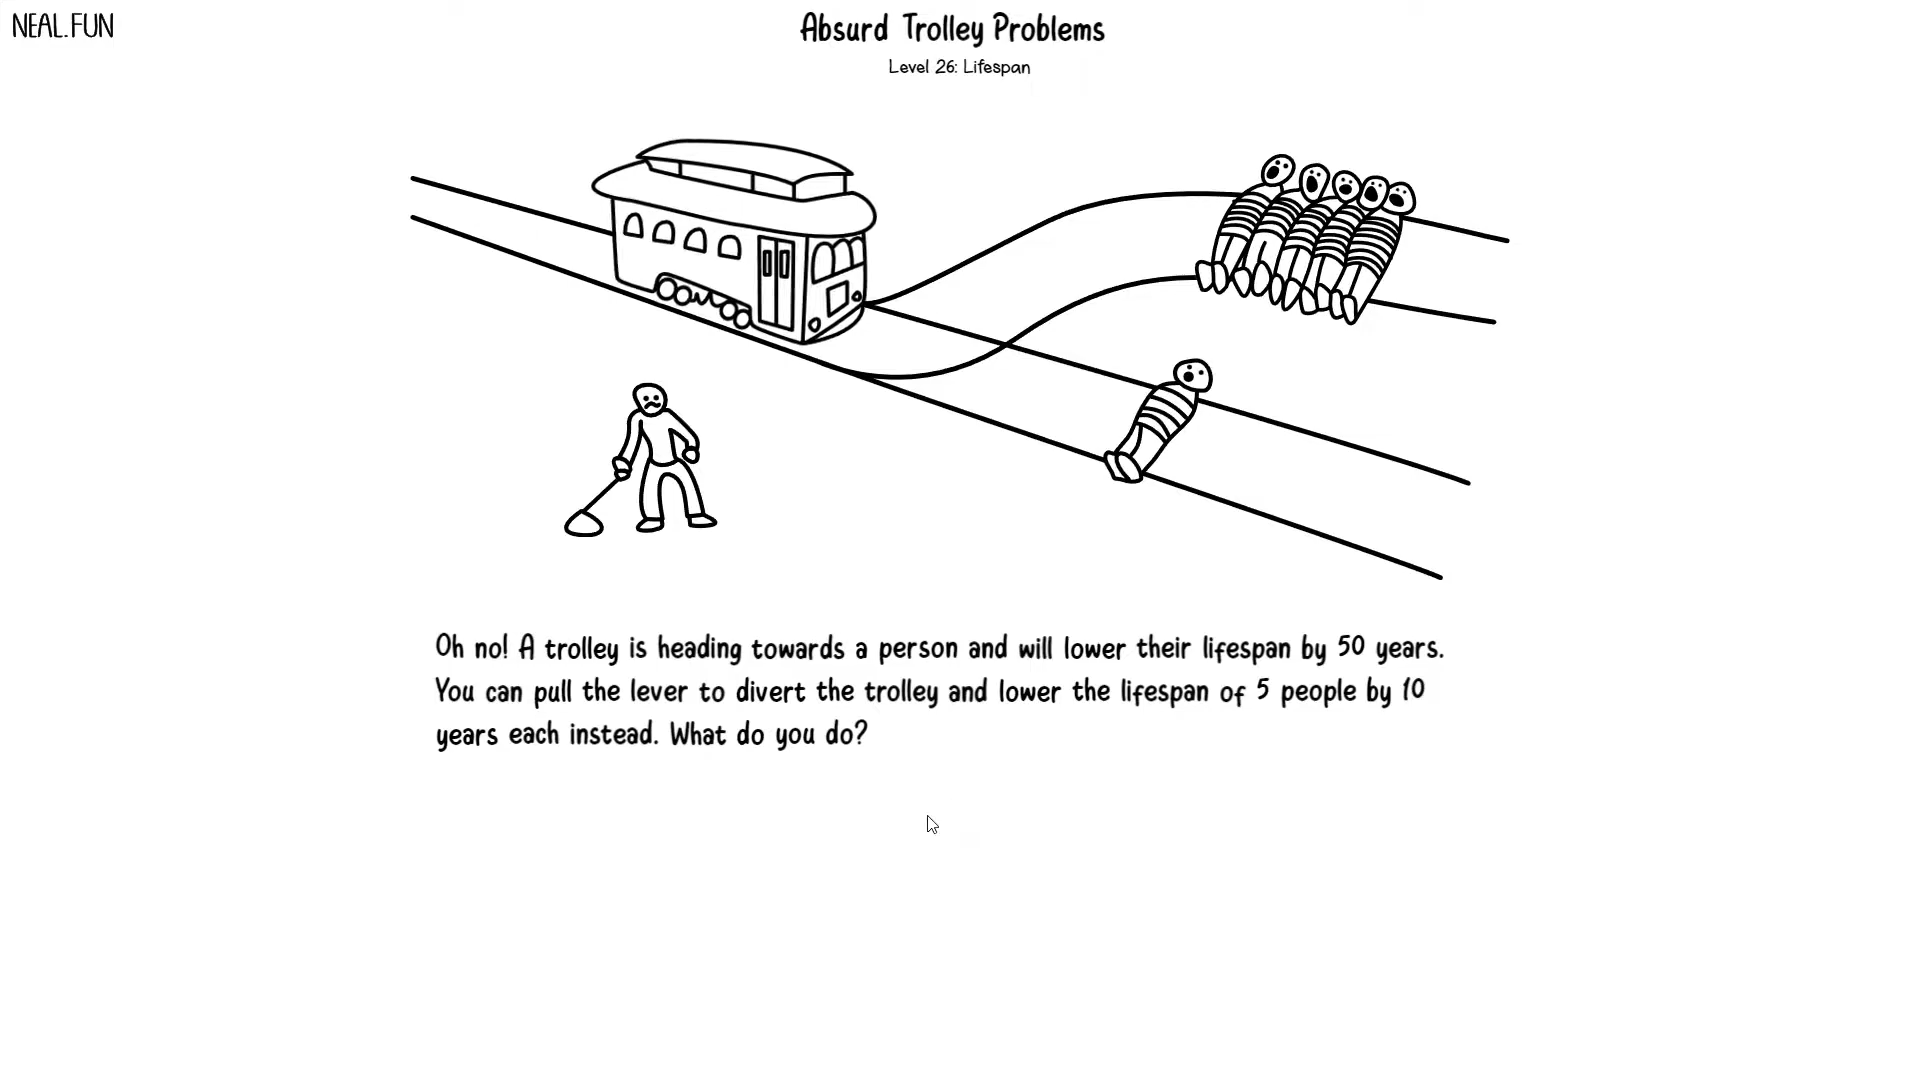 NEAL.FUN
Absurd Trolley Problems
Level 26: Lifespan
Oh no! A trolley is heading towards a person and will lower their lifespan by 50 years.
You can pull the lever to divert the trolley and lower the lifespan of 5 people by 10
years each instead. What do you do?